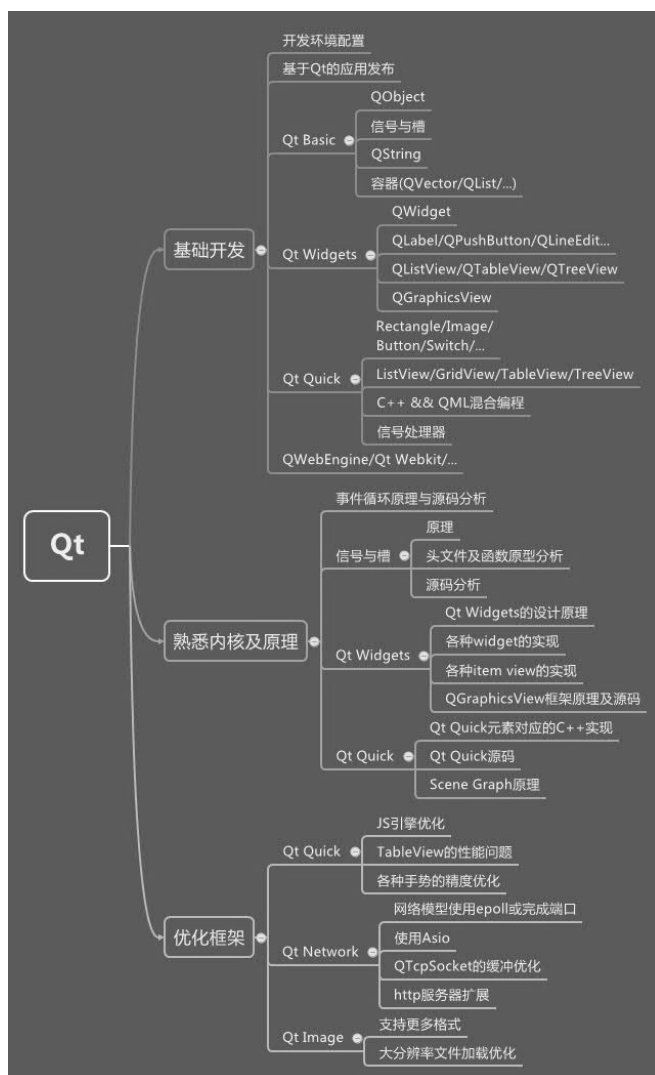 开发环境配置
基于Qt的应用发布
QObject
信号与槽
Qt Basic
QString
容器(QVector/QList/...)
QWidget
QLabel/QPushButton/QLineEdit...
基础开发
Qt Widgets
QListView/QTableView/QTreeView
QGraphicsView
Rectangle/Image/
Button/Switch/...
Qt Quick
ListView/GridView/TableView/TreeView
C++ && QML混合编程
信号处理器
QWebEngine/Qt Webkit/...
Qt
事件循环原理与源码分析
原理
信号与槽
头文件及函数原型分析
源码分析
Qt Widgets的设计原理
熟悉内核及原理
各种widget的实现
Qt Widgets
各种item view的实现
QGraphicsView框架原理及源码
Qt Quick元素对应的C++实现
Qt Quick
Qt Quick源码
Scene Graph原理
JS引擎优化
Qt Quick
TableView的性能问题
各种手势的精度优化
网络模型使用epoll或完成端口
优化框架
使用Asio
Qt Network
QTcpSocket的缓冲优化
http服务器扩展
支持更多格式
Qt Image
大分辨率文件加载优化